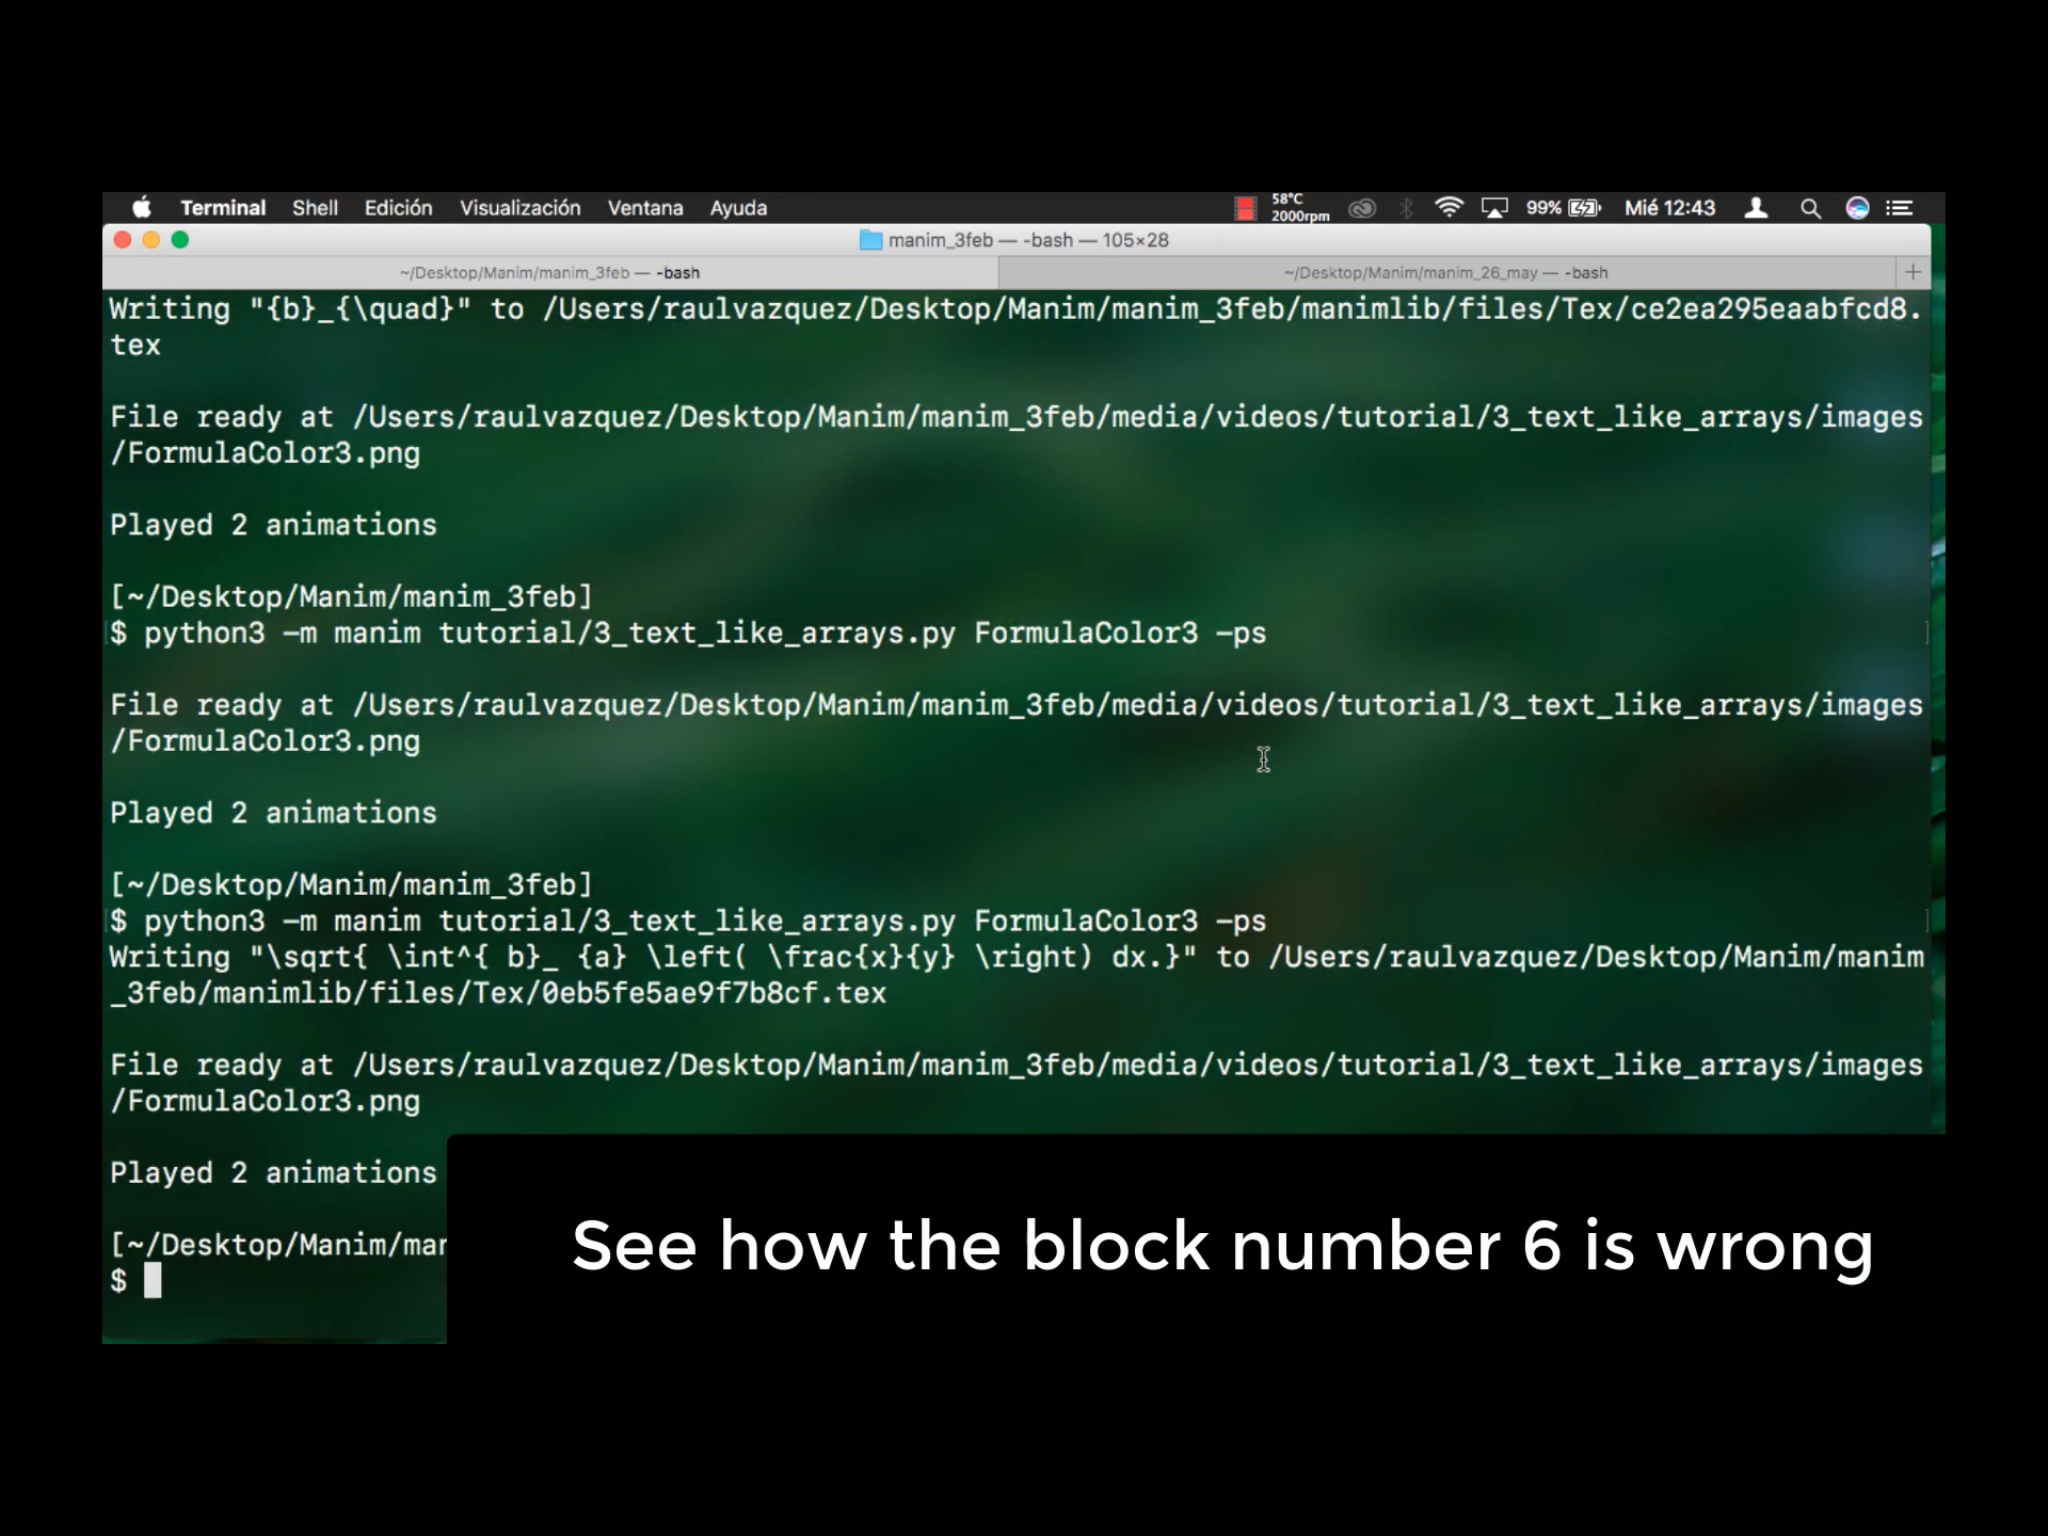 Terminal Shell Edición Visualización Ventana Ayuda 58°C 2000rpm 99% Mié 12:43
manim_3feb — -bash — 105×28
~/Desktop/Manim/manim_3feb — -bash ~/Desktop/Manim/manim_26_may — -bash +
Writing "{b}_{\quad}" to /Users/raulvazquez/Desktop/Manim/manim_3feb/manimlib/files/Tex/ce2ea295eaabfcd8.
tex
File ready at /Users/raulvazquez/Desktop/Manim/manim_3feb/media/videos/tutorial/3_text_like_arrays/images
/FormulaColor3.png
Played 2 animations
[~/Desktop/Manim/manim_3feb]
[$ python3 -m manim tutorial/3_text_like_arrays.py FormulaColor3 -ps ]
File ready at /Users/raulvazquez/Desktop/Manim/manim_3feb/media/videos/tutorial/3_text_like_arrays/images
/FormulaColor3.png
Played 2 animations
[~/Desktop/Manim/manim_3feb]
[$ python3 -m manim tutorial/3_text_like_arrays.py FormulaColor3 -ps ]
Writing "\sqrt{ \int^{ b}_ {a} \left( \frac{x}{y} \right) dx.}" to /Users/raulvazquez/Desktop/Manim/manim
_3feb/manimlib/files/Tex/0eb5fe5ae9f7b8cf.tex
File ready at /Users/raulvazquez/Desktop/Manim/manim_3feb/media/videos/tutorial/3_text_like_arrays/images
/FormulaColor3.png
Played 2 animations
[~/Desktop/Manim/mar
$
See how the block number 6 is wrong